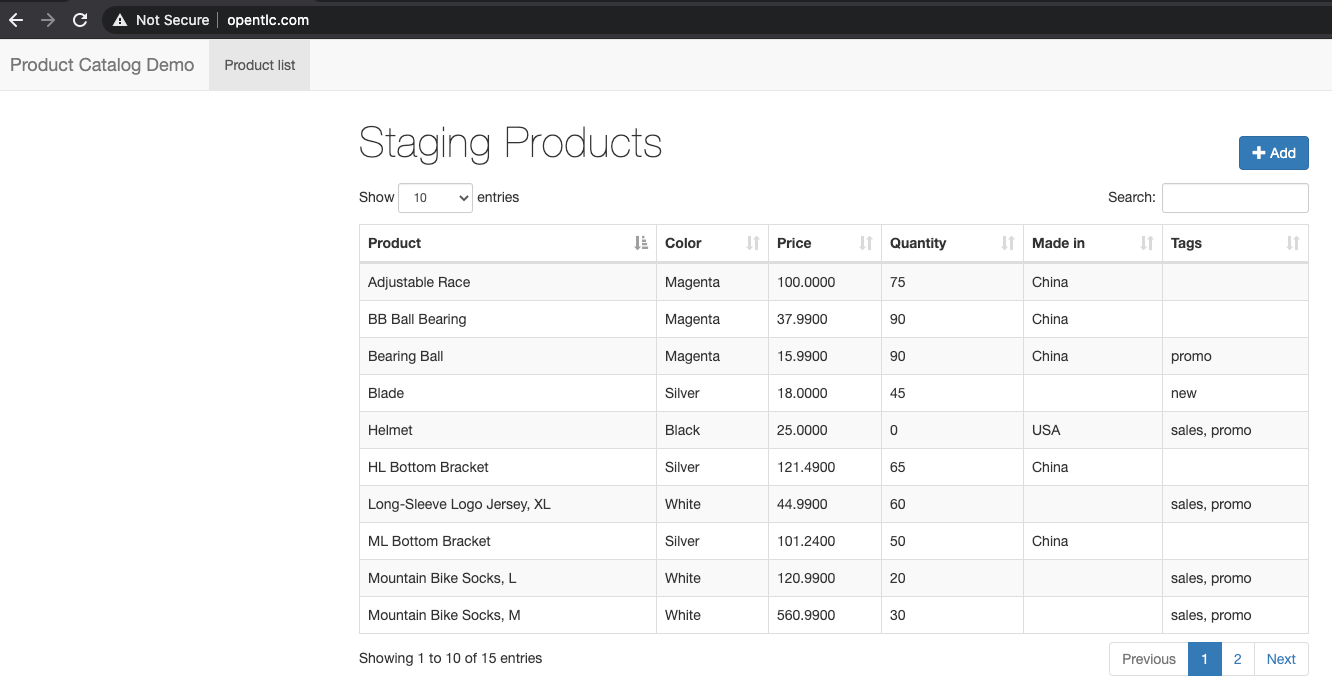 Not Secure opentlc.com
Product Catalog Demo Product list
Staging Products
Add
Show 10 entries Search:
Product Color Price Quantity Made in Tags
Adjustable Race Magenta 100.0000 75 China
BB Ball Bearing Magenta 37.9900 90 China
Bearing Ball Magenta 15.9900 90 China promo
Blade Silver 18.0000 45 new
Helmet Black 25.0000 0 USA sales, promo
HL Bottom Bracket Silver 121.4900 65 China
Long-Sleeve Logo Jersey, XL White 44.9900 60 sales, promo
ML Bottom Bracket Silver 101.2400 50 China
Mountain Bike Socks, L White 120.9900 20 sales, promo
Mountain Bike Socks, M White 560.9900 30 sales, promo
Showing 1 to 10 of 15 entries Previous 1 2 Next